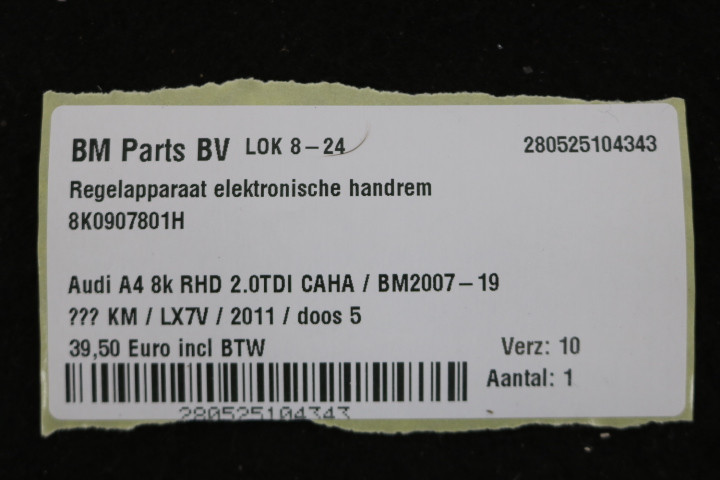 BM Parts BV LOK 8-24 280525104343
Regelapparaat elektronische handrem
8K0907801H
Audi A4 8k RHD 2.0TDI CAHA / BM2007-19
??? KM / LX7V / 2011 / doos 5
39,50 Euro incl BTW Verz: 10
Aantal: 1
280525104343